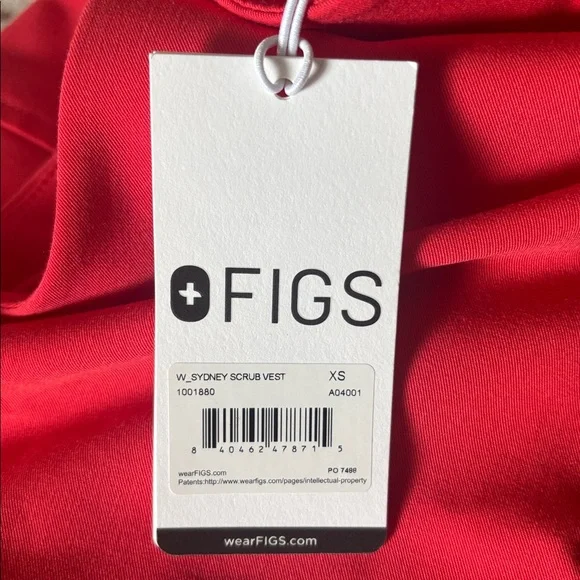 FIGS
W_SYDNEY SCRUB VEST XS
1001880 A04001
8 40462 47871 5
wearFIGS.com PO 7486
Patents:http://www.wearfigs.com/pages/intellectual-property
wearFIGS.com